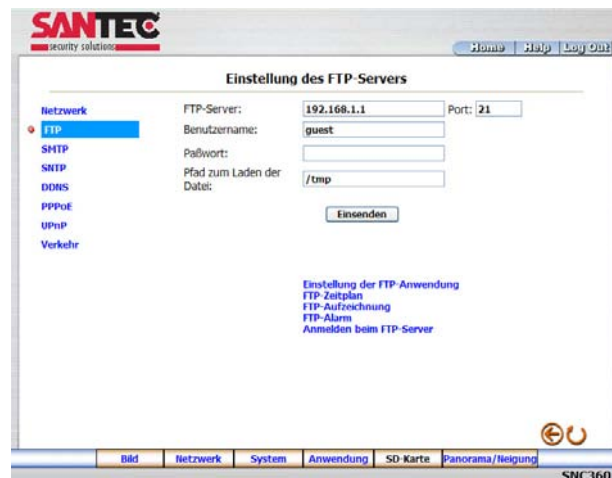 SANTEC
security solutions
Home Help Log Out
Einstellung des FTP-Servers
Netzwerk
FTP
SMTP
SNTP
DDNS
PPPoE
UPnP
Verkehr
FTP-Server: 192.168.1.1 Port: 21
Benutzername: guest
Paßwort:
Pfad zum Laden der
Datei: /tmp
Einsenden
Einstellung der FTP-Anwendung
FTP-Zeitplan
FTP-Aufzeichnung
FTP-Alarm
Anmelden beim FTP-Server
Bild Netzwerk System Anwendung SD-Karte Panorama/Neigung
SNC360